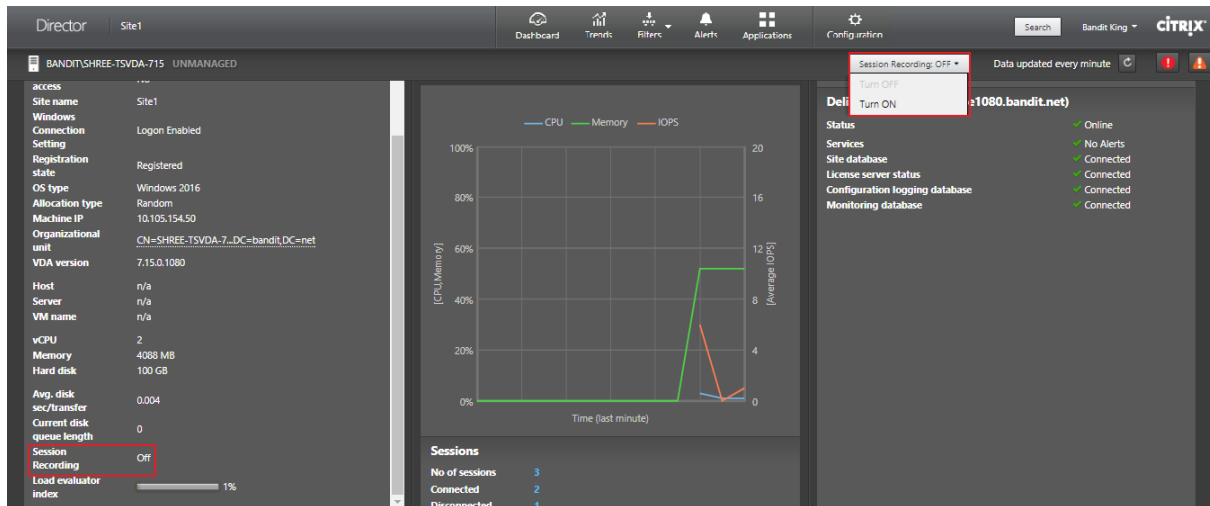 Director Site1
Dashboard Trends Filters Alerts Applications Configuration
Search Bandit King CITRIX
BANDIT\SHREE-TSVDA-715 UNMANAGED
Session Recording: OFF
Data updated every minute
Turn OFF
Turn ON
access
Site name Site1
Windows
Connection Logon Enabled
Setting
Registration
state Registered
OS type Windows 2016
Allocation type Random
Machine IP 10.105.154.50
Organizational
unit CN=SHREE-TSVDA-7...DC=bandit,DC=net
VDA version 7.15.0.1080
Host n/a
Server n/a
VM name n/a
vCPU 2
Memory 4088 MB
Hard disk 100 GB
Avg. disk
sec/transfer 0.004
Current disk
queue length 0
Session
Recording Off
Load evaluator
index 1%
CPU Memory IOPS
100% 20
80% 16
60% 12
40% 8
20% 4
0% 0
[CPU,Memory]
[Average IOPS]
Time (last minute)
Sessions
No of sessions 3
Connected 2
Disconnected 1
e1080.bandit.net)
Status Online
Services No Alerts
Site database Connected
License server status Connected
Configuration logging database Connected
Monitoring database Connected